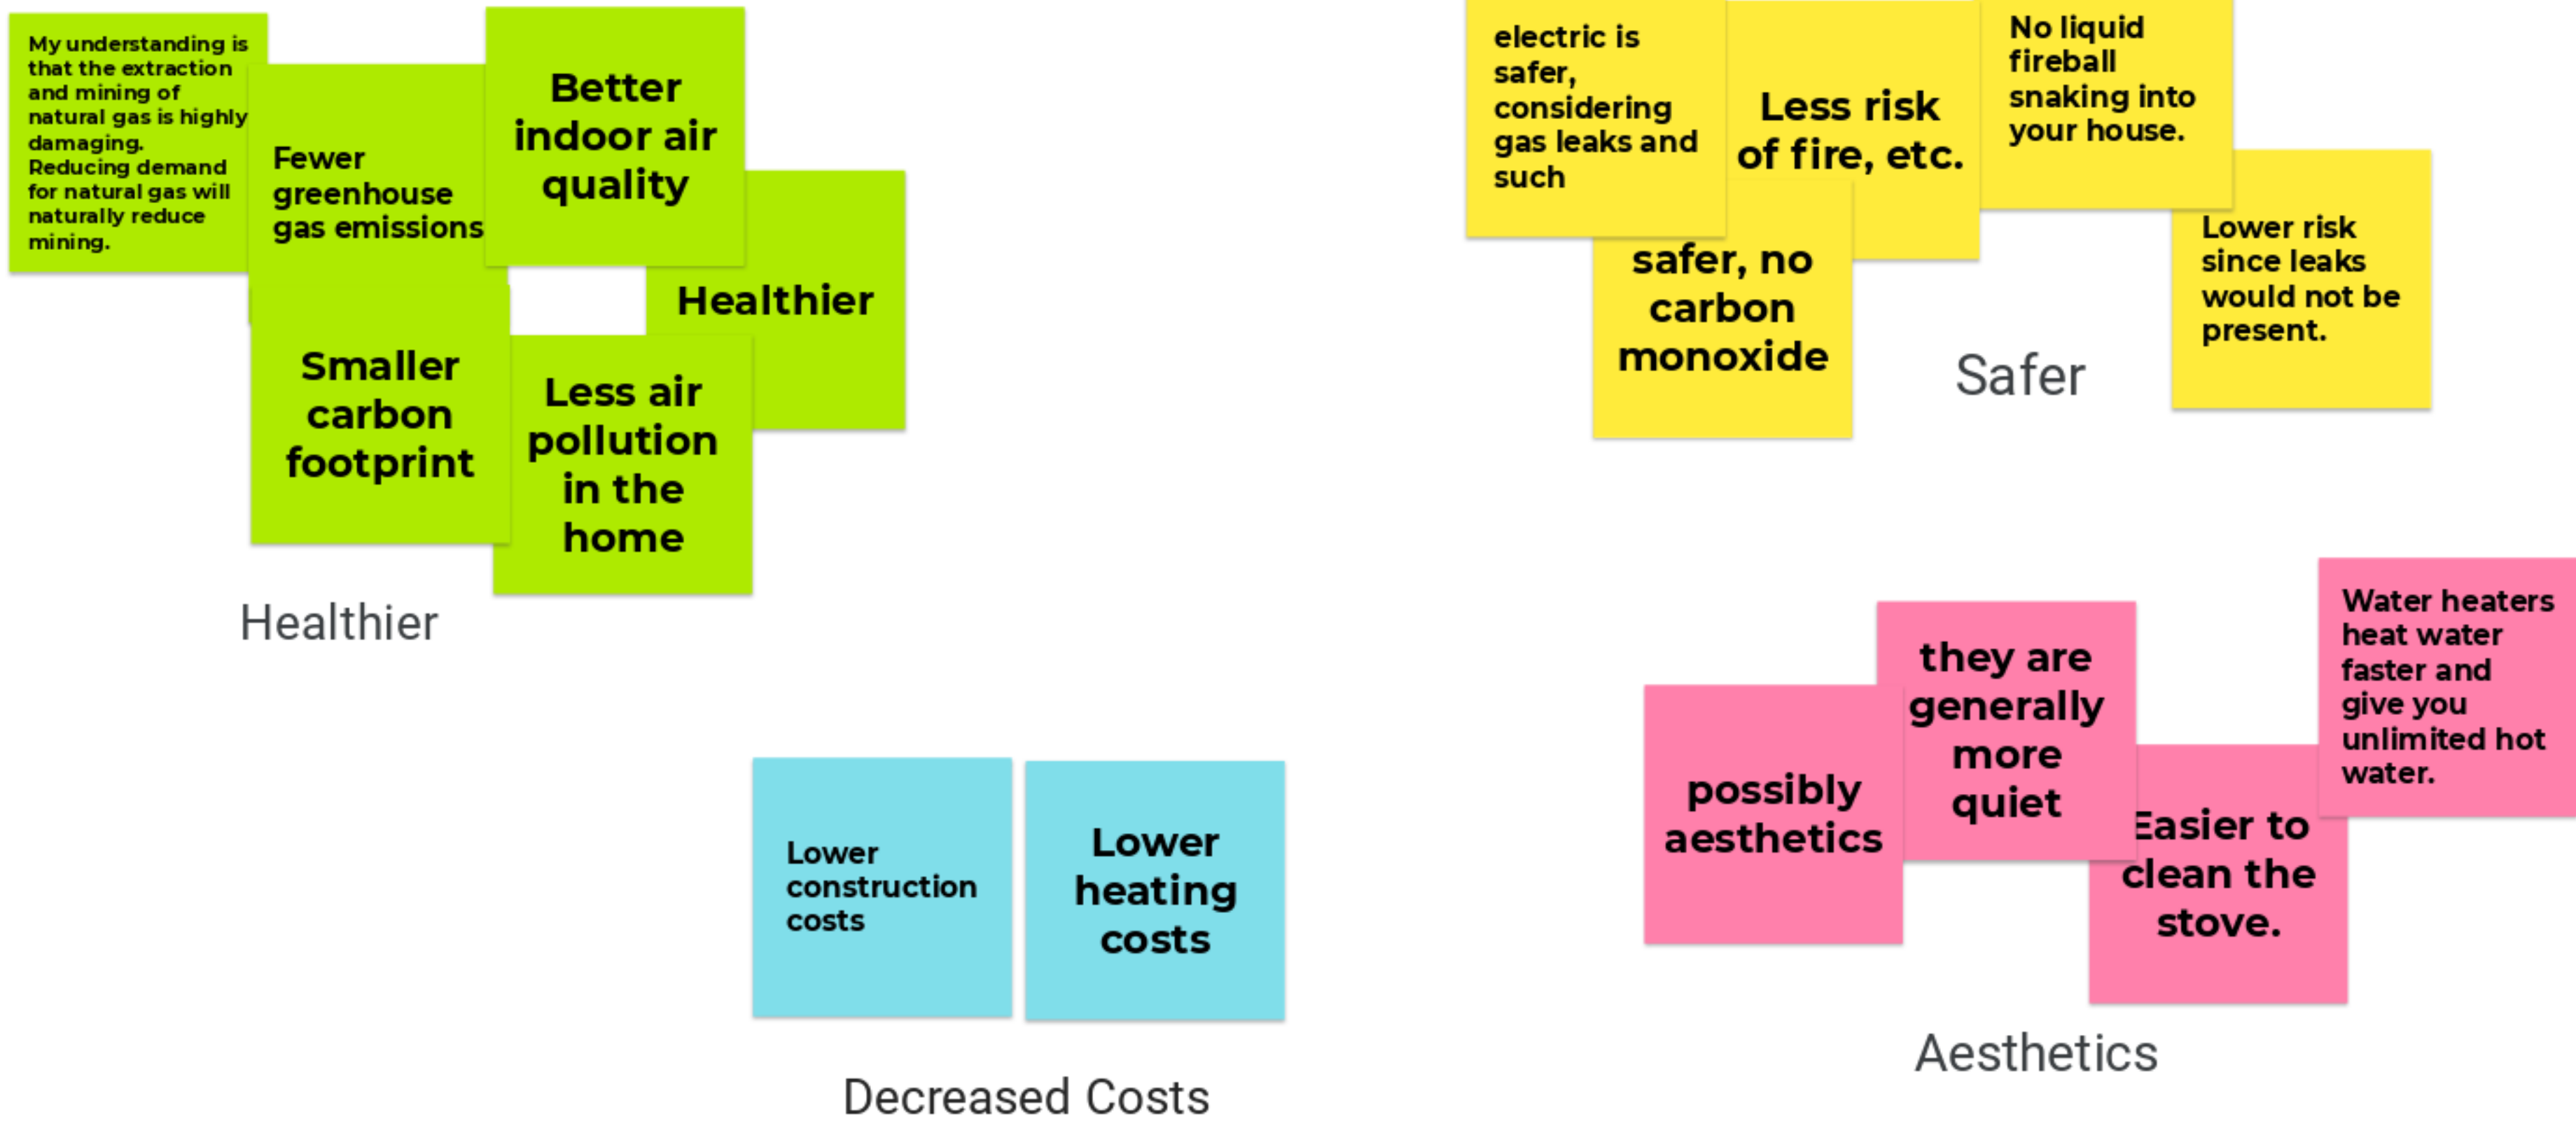 My understanding is
that the extraction
and mining of
natural gas is highly
damaging.
Reducing demand
for natural gas will
naturally reduce
mining.
Fewer
greenhouse
gas emissions
Better
indoor air
quality
Healthier
Smaller
carbon
footprint
Less air
pollution
in the
home
Healthier
electric is
safer,
considering
gas leaks and
such
Less risk
of fire, etc.
No liquid
fireball
snaking into
your house.
safer, no
carbon
monoxide
Lower risk
since leaks
would not be
present.
Safer
Lower
construction
costs
Lower
heating
costs
Decreased Costs
possibly
aesthetics
they are
generally
more
quiet
Easier to
clean the
stove.
Water heaters
heat water
faster and
give you
unlimited hot
water.
Aesthetics